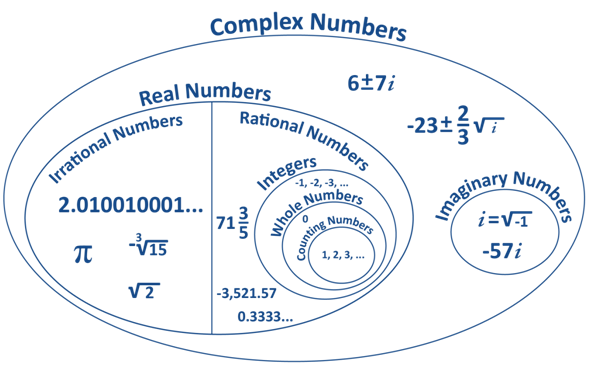 Complex Numbers
6±7i
-23±2/3√i
Real Numbers
Irrational Numbers
2.010010001...
π
-∛15
√2
Rational Numbers
71 3/5
-3,521.57
0.3333...
Integers
-1, -2, -3, ...
Whole Numbers
0
Counting Numbers
1, 2, 3, ...
Imaginary Numbers
i=√-1
-57i